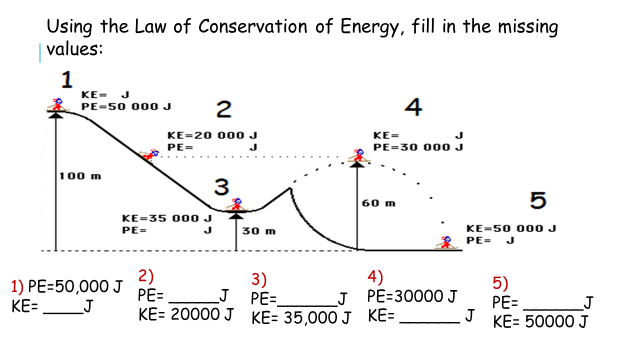 Using the Law of Conservation of Energy, fill in the missing
values:
1
KE= J
PE=50 000 J
2
KE=20 000 J
PE= J
4
KE= J
PE=30 000 J
100 m
3
KE=35 000 J
PE= J
30 m
60 m
5
KE=50 000 J
PE= J
1) PE=50,000 J
KE= _____J
2)
PE= ______J
KE= 20000 J
3)
PE=_______J
KE= 35,000 J
4)
PE=30000 J
KE= _______ J
5)
PE= _______J
KE= 50000 J